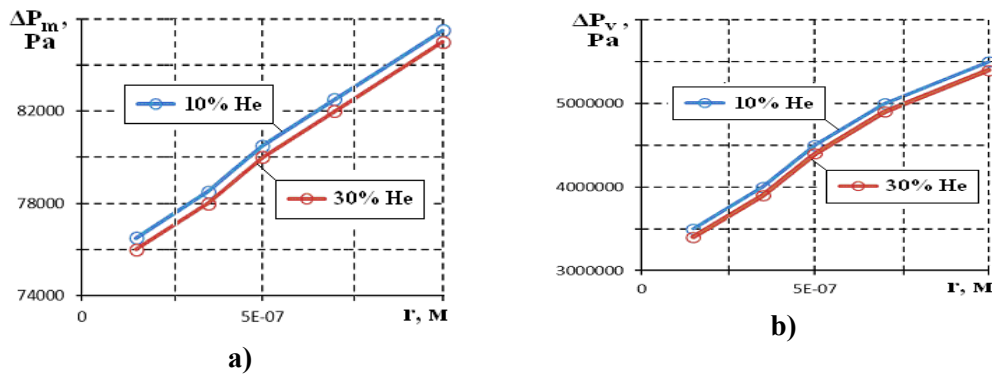 ΔPm,
Pa
82000
78000
74000
10% He
30% He
0
5E-07
r, м
a)
ΔPv,
Pa
5000000
4000000
3000000
10% He
30% He
0
5E-07
r, м
b)